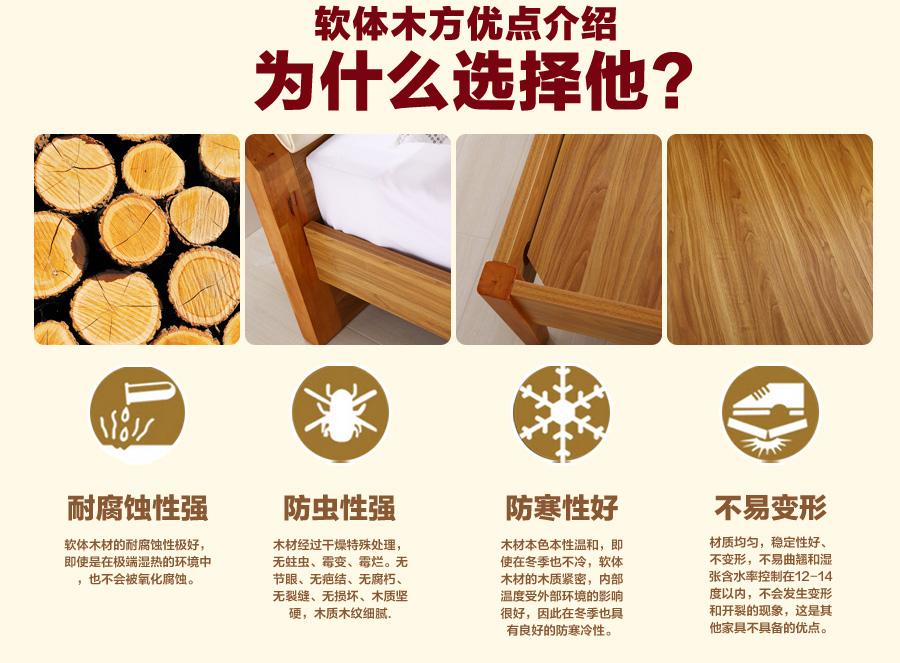 软体木方优点介绍
为什么选择他?
耐腐蚀性强
软体木材的耐腐蚀性极好,
即使是在极端湿热的环境中
,也不会被氧化腐蚀。
防虫性强
木材经过干燥特殊处理,
无蛀虫、霉变、霉烂。无
节眼、无疤结、无腐朽、
无裂缝、无损坏、木质坚
硬,木质木纹细腻.
防寒性好
木材本色本性温和,即
使在冬季也不冷,软体
木材的木质紧密,内部
温度受外部环境的影响
很好,因此在冬季也具
有良好的防寒冷性。
不易变形
材质均匀,稳定性好、
不变形,不易曲翘和湿
张含水率控制在12-14
度以内,不会发生变形
和开裂的现象,这是其
他家具不具备的优点。